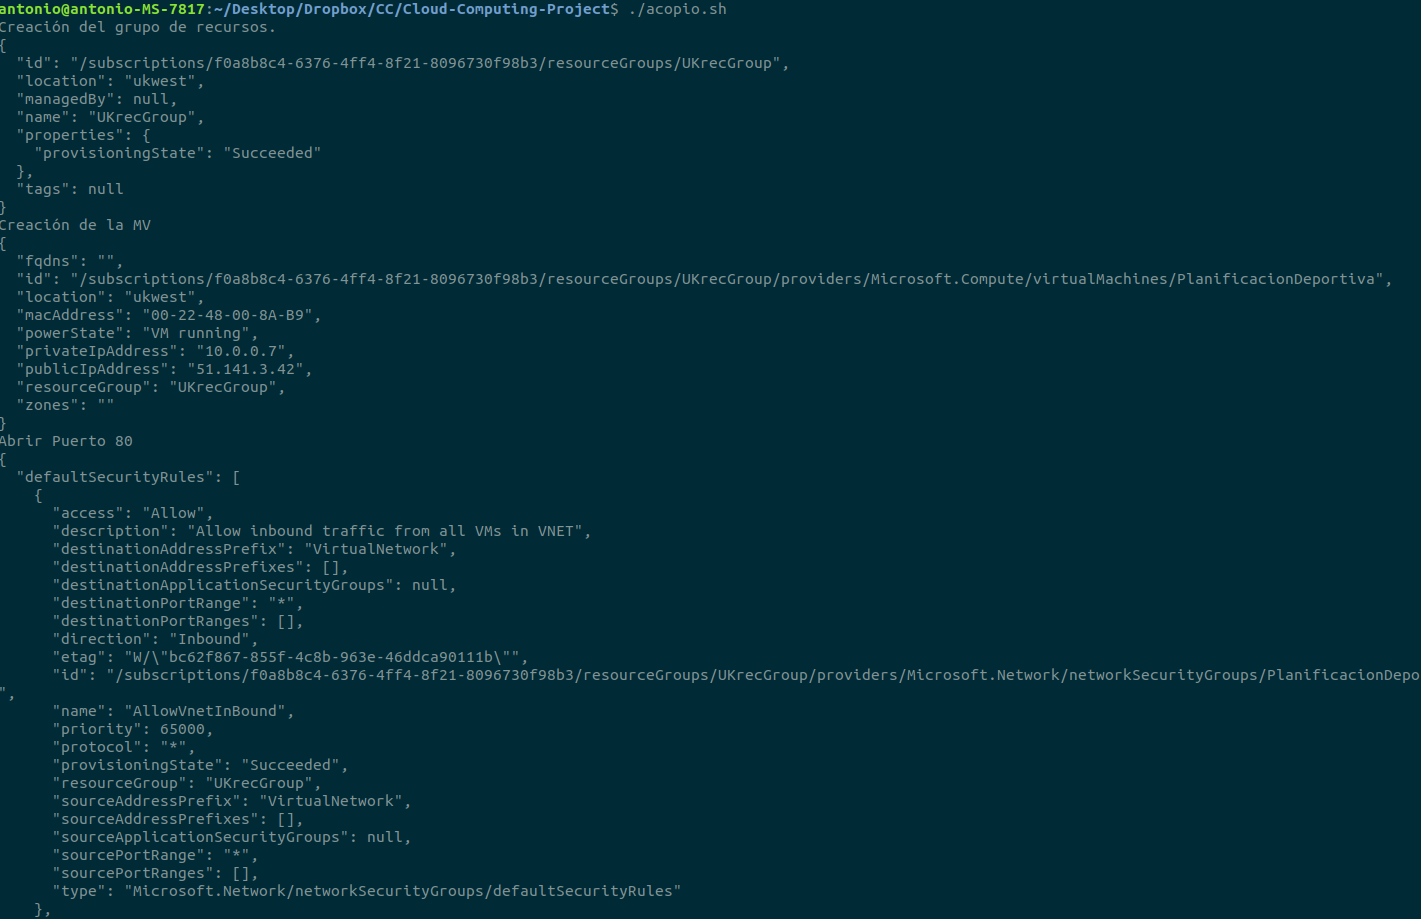 antonio@antonio-MS-7817:~/Desktop/Dropbox/CC/Cloud-Computing-Project$ ./acopio.sh
Creación del grupo de recursos.
{
  "id": "/subscriptions/f0a8b8c4-6376-4ff4-8f21-8096730f98b3/resourceGroups/UKrecGroup",
  "location": "ukwest",
  "managedBy": null,
  "name": "UKrecGroup",
  "properties": {
    "provisioningState": "Succeeded"
  },
  "tags": null
}
Creación de la MV
{
  "fqdns": "",
  "id": "/subscriptions/f0a8b8c4-6376-4ff4-8f21-8096730f98b3/resourceGroups/UKrecGroup/providers/Microsoft.Compute/virtualMachines/PlanificacionDeportiva",
  "location": "ukwest",
  "macAddress": "00-22-48-00-8A-B9",
  "powerState": "VM running",
  "privateIpAddress": "10.0.0.7",
  "publicIpAddress": "51.141.3.42",
  "resourceGroup": "UKrecGroup",
  "zones": ""
}
Abrir Puerto 80
{
  "defaultSecurityRules": [
    {
      "access": "Allow",
      "description": "Allow inbound traffic from all VMs in VNET",
      "destinationAddressPrefix": "VirtualNetwork",
      "destinationAddressPrefixes": [],
      "destinationApplicationSecurityGroups": null,
      "destinationPortRange": "*",
      "destinationPortRanges": [],
      "direction": "Inbound",
      "etag": "W/\"bc62f867-855f-4c8b-963e-46ddca90111b\"",
      "id": "/subscriptions/f0a8b8c4-6376-4ff4-8f21-8096730f98b3/resourceGroups/UKrecGroup/providers/Microsoft.Network/networkSecurityGroups/PlanificacionDepo
",
      "name": "AllowVnetInBound",
      "priority": 65000,
      "protocol": "*",
      "provisioningState": "Succeeded",
      "resourceGroup": "UKrecGroup",
      "sourceAddressPrefix": "VirtualNetwork",
      "sourceAddressPrefixes": [],
      "sourceApplicationSecurityGroups": null,
      "sourcePortRange": "*",
      "sourcePortRanges": [],
      "type": "Microsoft.Network/networkSecurityGroups/defaultSecurityRules"
    },